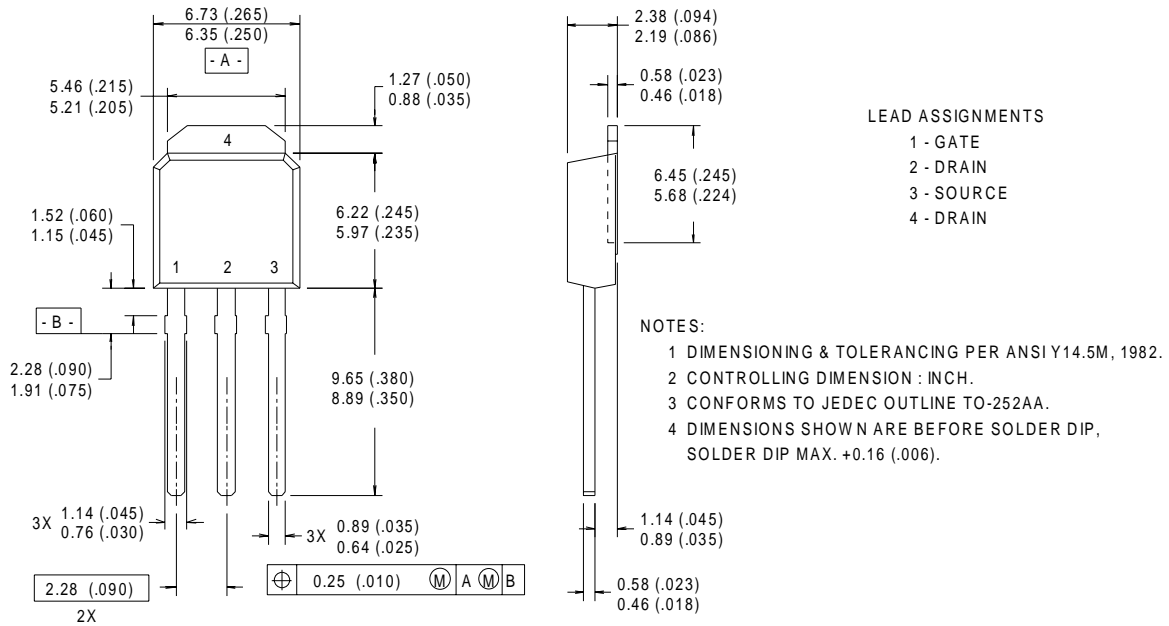 6.73 (.265)
6.35 (.250)
- A -
5.46 (.215)
5.21 (.205)
1.27 (.050)
0.88 (.035)
4
6.22 (.245)
5.97 (.235)
1.52 (.060)
1.15 (.045)
1 2 3
- B -
2.28 (.090)
1.91 (.075)
9.65 (.380)
8.89 (.350)
3X 1.14 (.045)
0.76 (.030)
3X 0.89 (.035)
0.64 (.025)
2.28 (.090)
2X
0.25 (.010) M A M B
2.38 (.094)
2.19 (.086)
0.58 (.023)
0.46 (.018)
6.45 (.245)
5.68 (.224)
1.14 (.045)
0.89 (.035)
0.58 (.023)
0.46 (.018)
LEAD ASSIGNMENTS
1 - GATE
2 - DRAIN
3 - SOURCE
4 - DRAIN
NOTES:
1 DIMENSIONING & TOLERANCING PER ANSI Y14.5M, 1982.
2 CONTROLLING DIMENSION : INCH.
3 CONFORMS TO JEDEC OUTLINE TO-252AA.
4 DIMENSIONS SHOWN ARE BEFORE SOLDER DIP,
SOLDER DIP MAX. +0.16 (.006).